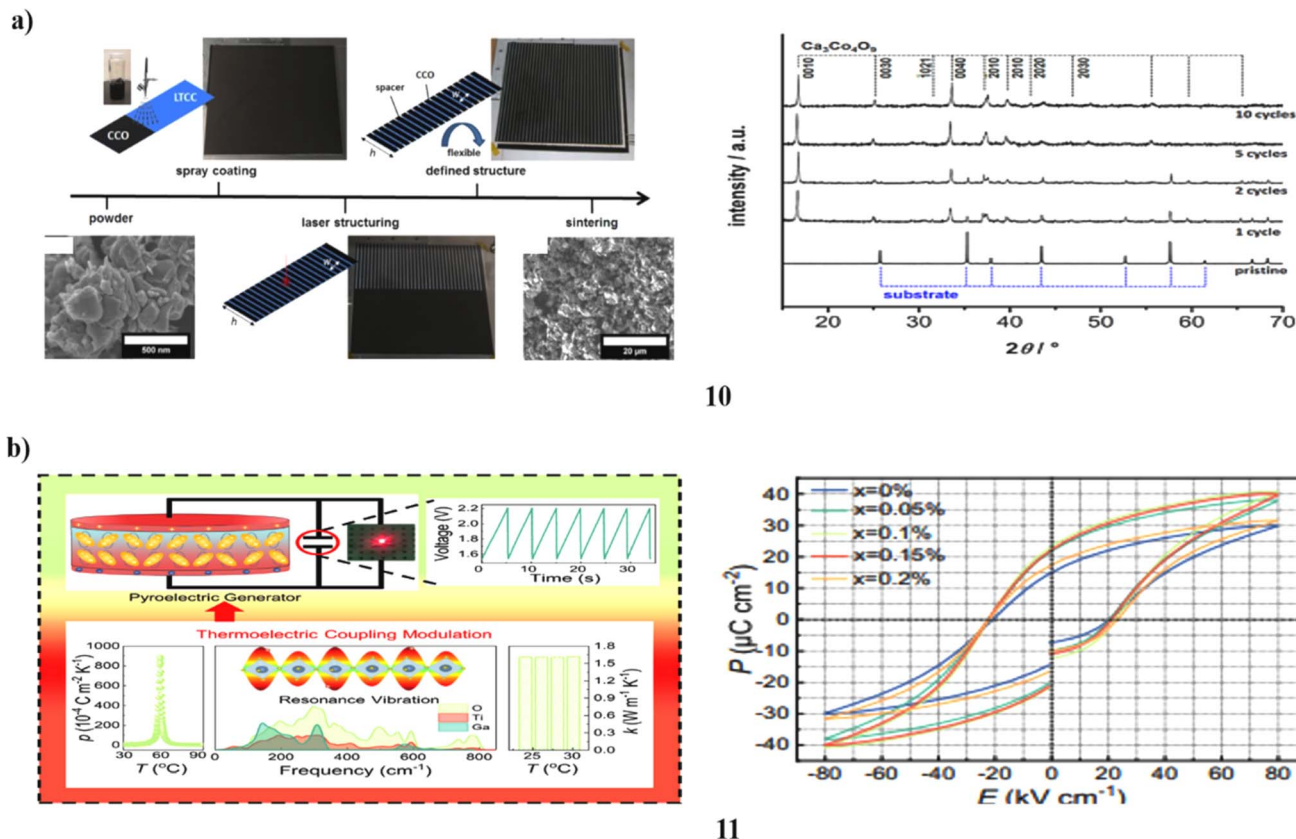 a)
LTCC
CCO
spray coating
spacer
CCO
w
h
flexible
defined structure
powder
laser structuring
sintering
500 nm
w
h
20 µm
Ca3Co4O9
0010
0030
1̄021
0040
2010
2010
2020
2030
10 cycles
5 cycles
2 cycles
1 cycle
pristine
substrate
intensity / a.u.
20 30 40 50 60 70
2θ / °
10
b)
Pyroelectric Generator
Voltage (V)
2.2
2.0
1.8
1.6
0 10 20 30
Time (s)
Thermoelectric Coupling Modulation
p (10⁻⁴ C m⁻² K⁻¹)
1000
800
600
400
200
0
30 60 90
T (°C)
Resonance Vibration
O
Ti
Ga
0 200 400 600 800
Frequency (cm⁻¹)
1.8
1.5
1.2
0.9
0.6
0.3
0.0
k (W m⁻¹ K⁻¹)
25 30
T (°C)
x=0%
x=0.05%
x=0.1%
x=0.15%
x=0.2%
P (µC cm⁻²)
40
30
20
10
0
-10
-20
-30
-40
-80 -60 -40 -20 0 20 40 60 80
E (kV cm⁻¹)
11